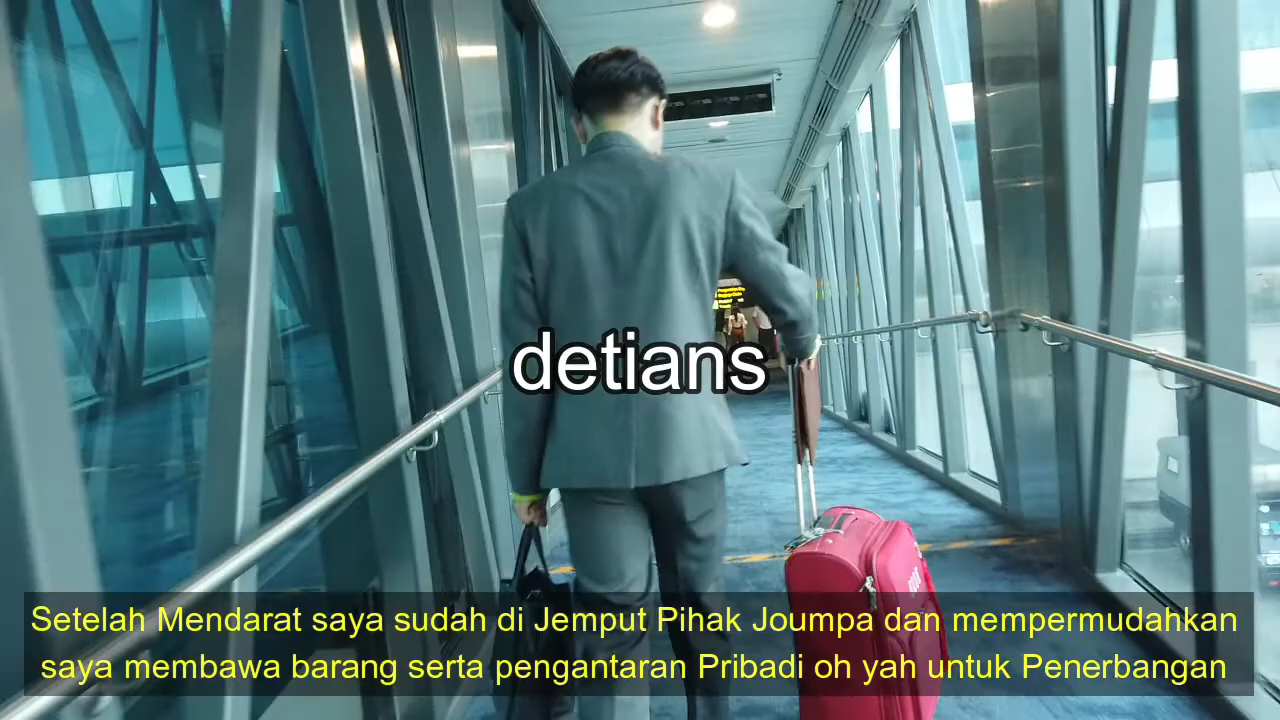 detians
Setelah Mendarat saya sudah di Jemput Pihak Joumpa dan mempermudahkan
saya membawa barang serta pengantaran Pribadi oh yah untuk Penerbangan